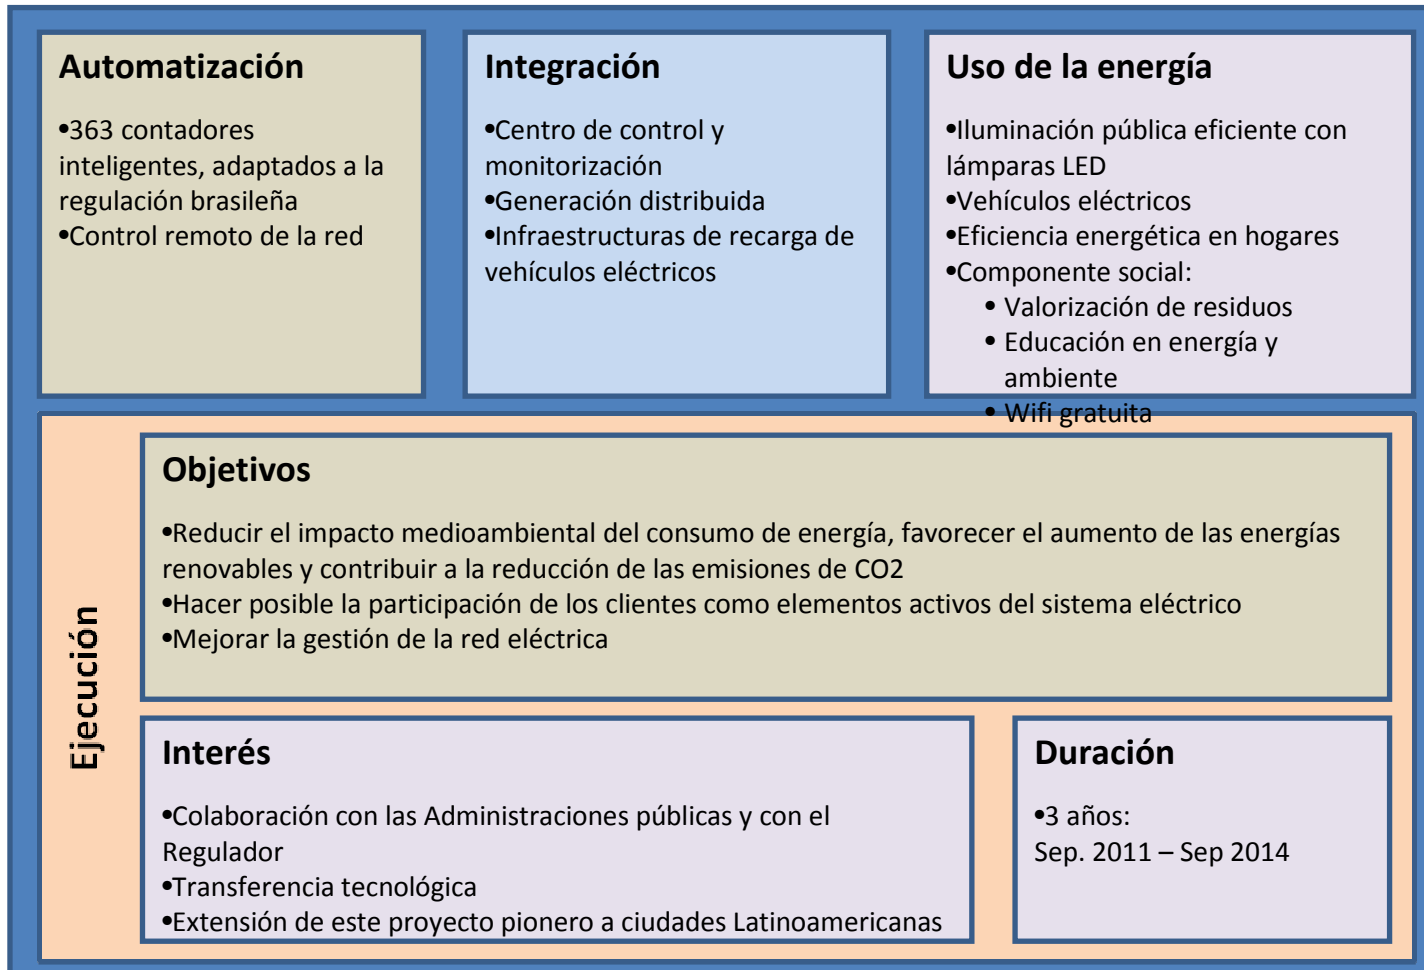 Automatización
•363 contadores
inteligentes, adaptados a la
regulación brasileña
•Control remoto de la red
Integración
•Centro de control y
monitorización
•Generación distribuida
•Infraestructuras de recarga de
vehículos eléctricos
Uso de la energía
•Iluminación pública eficiente con
lámparas LED
•Vehículos eléctricos
•Eficiencia energética en hogares
•Componente social:
• Valorización de residuos
• Educación en energía y
ambiente
• Wifi gratuita
Ejecución
Objetivos
•Reducir el impacto medioambiental del consumo de energía, favorecer el aumento de las energías
renovables y contribuir a la reducción de las emisiones de CO2
•Hacer posible la participación de los clientes como elementos activos del sistema eléctrico
•Mejorar la gestión de la red eléctrica
Interés
•Colaboración con las Administraciones públicas y con el
Regulador
•Transferencia tecnológica
•Extensión de este proyecto pionero a ciudades Latinoamericanas
Duración
•3 años:
Sep. 2011 – Sep 2014